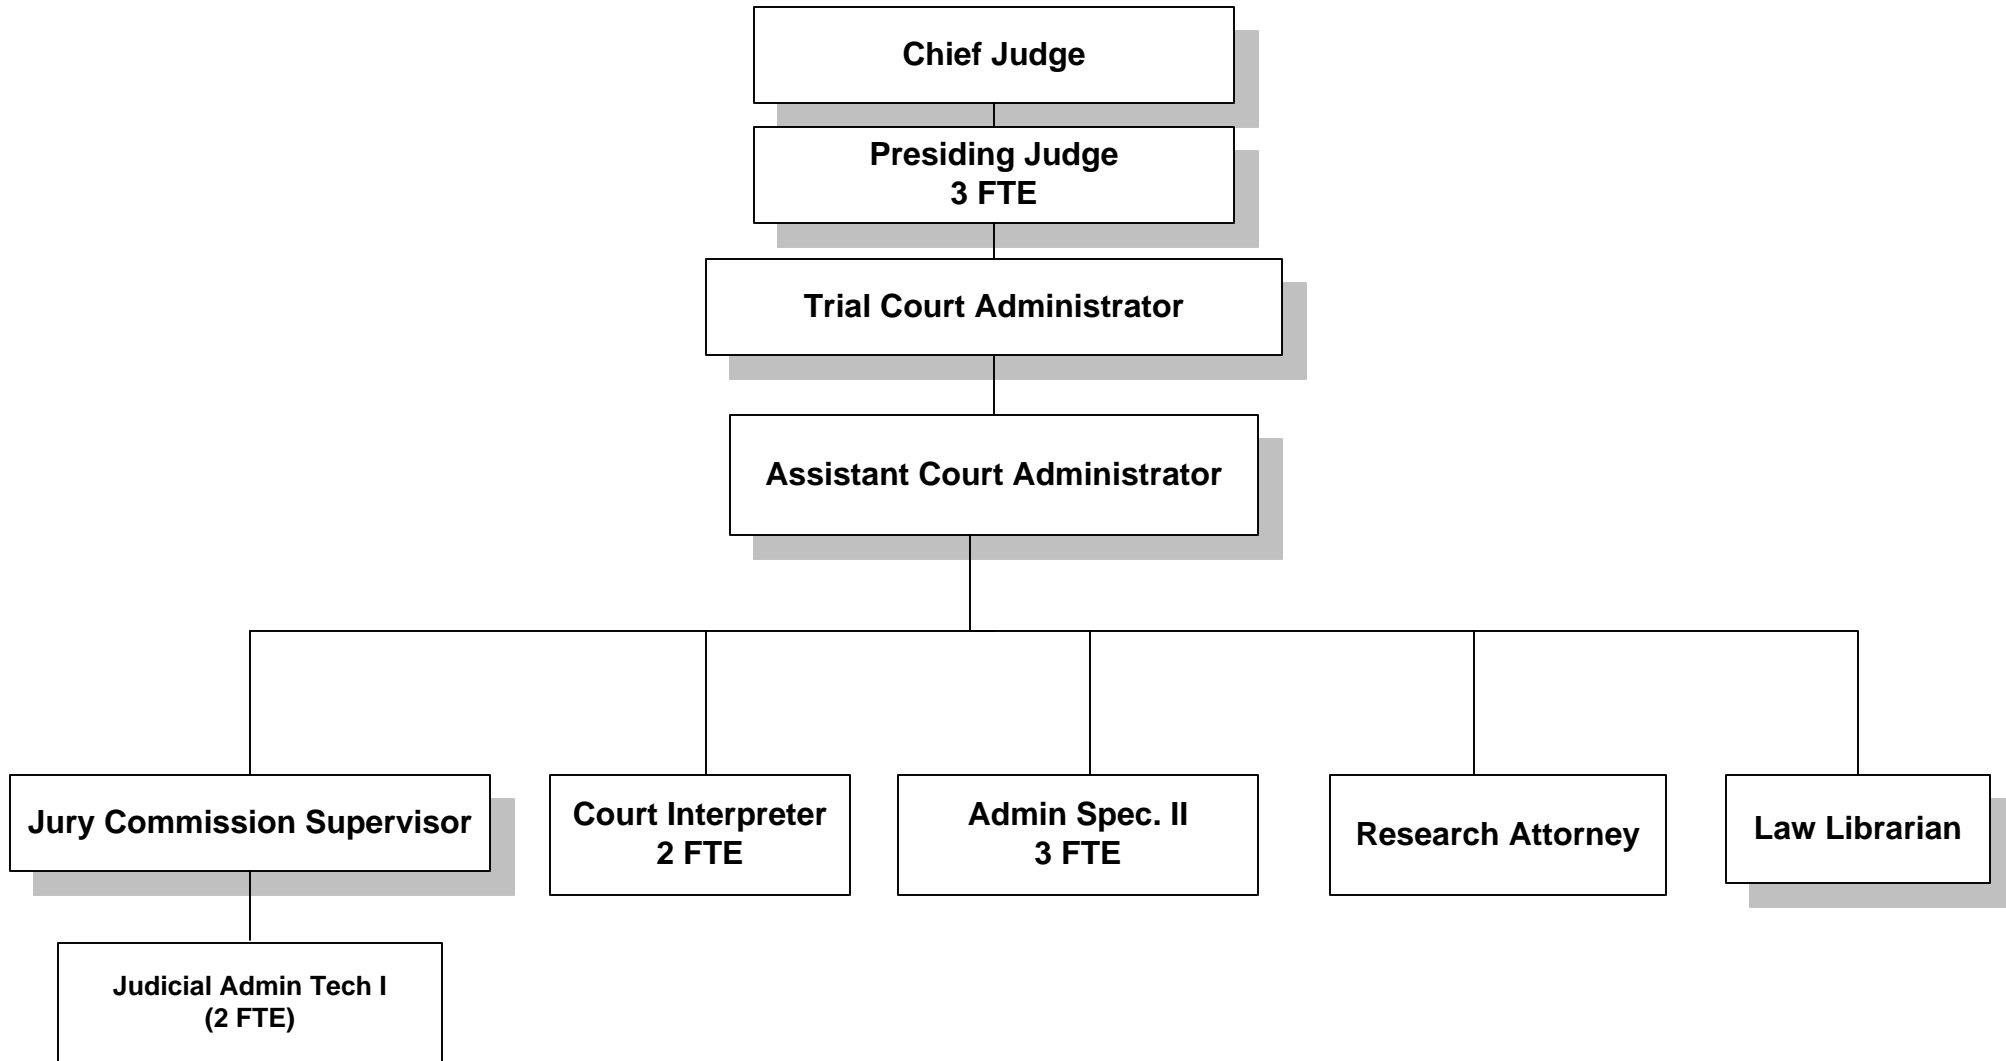 Chief Judge
Presiding Judge
3 FTE
Trial Court Administrator
Assistant Court Administrator
Jury Commission Supervisor
Court Interpreter
2 FTE
Admin Spec. II
3 FTE
Research Attorney
Law Librarian
Judicial Admin Tech I
(2 FTE)